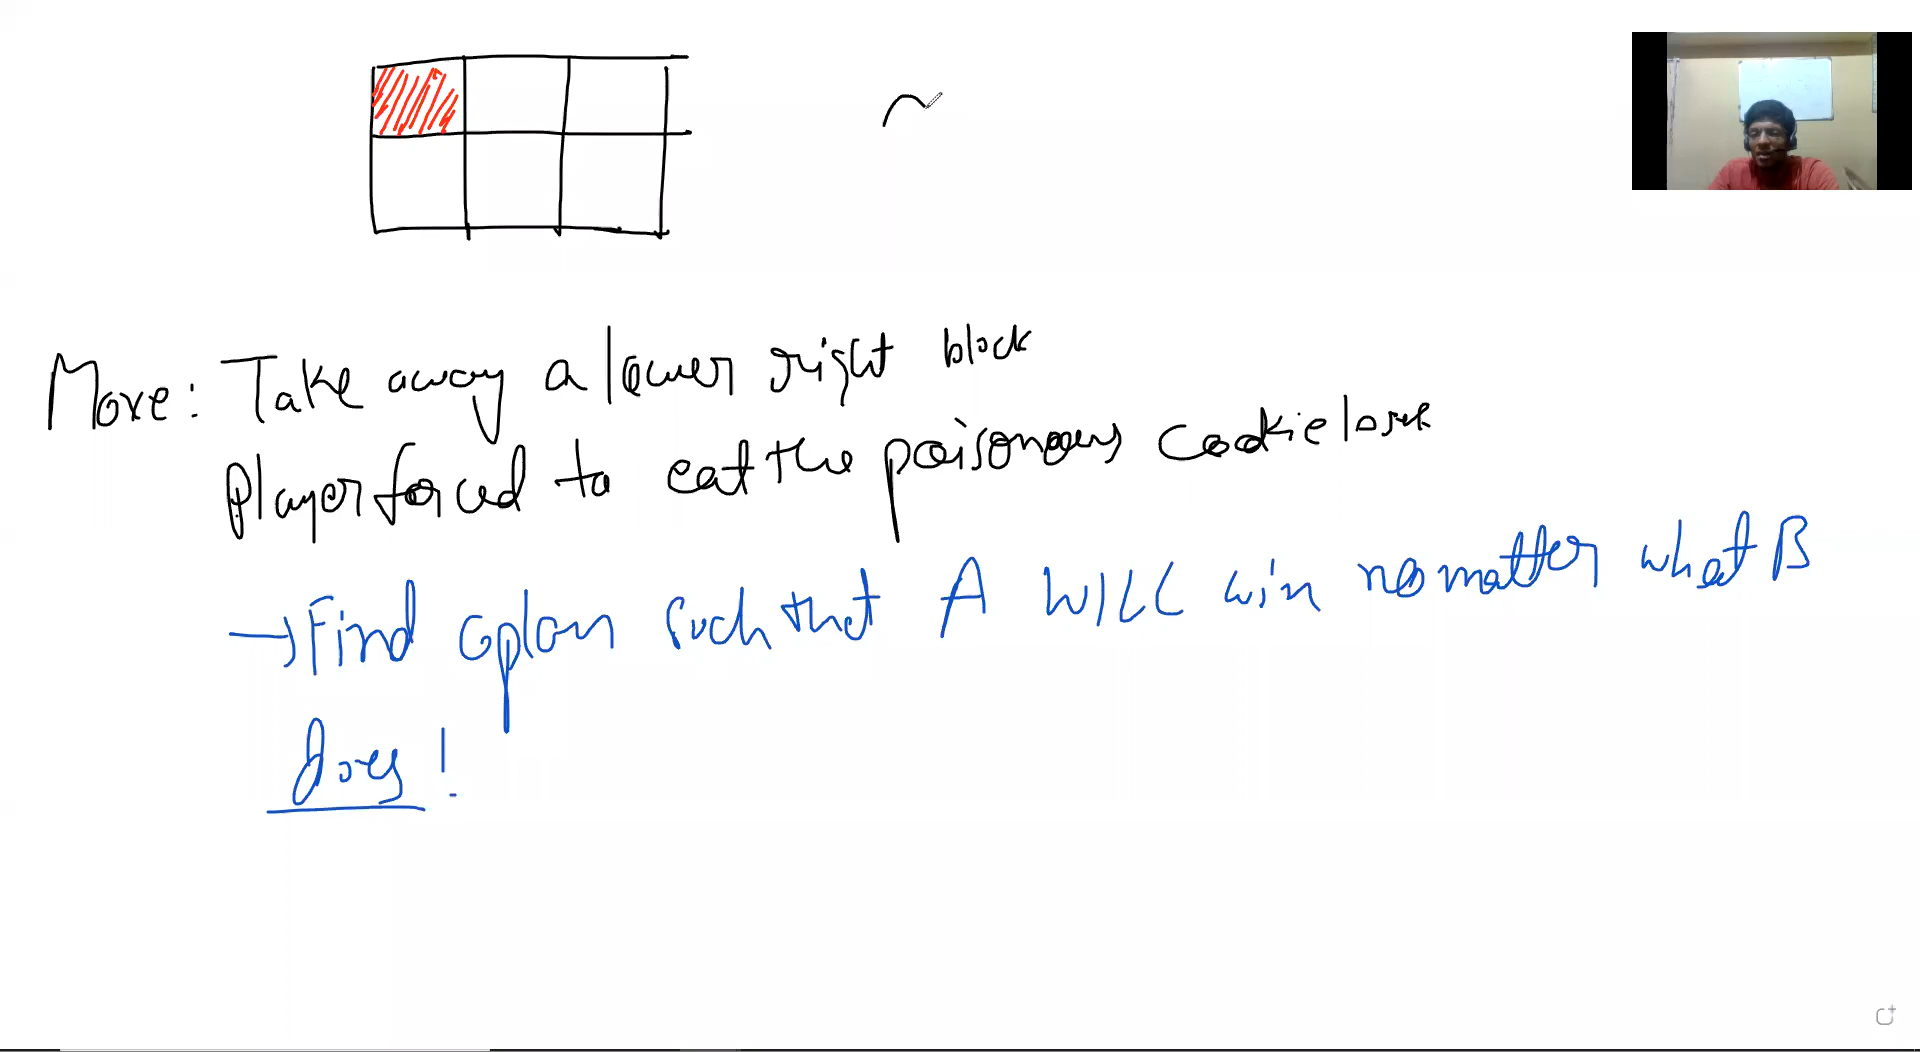 Move: Take away a lower right block
Player forced to eat the poisonous cookie loses
→ Find a plan such that A WILL win no matter what B
does!